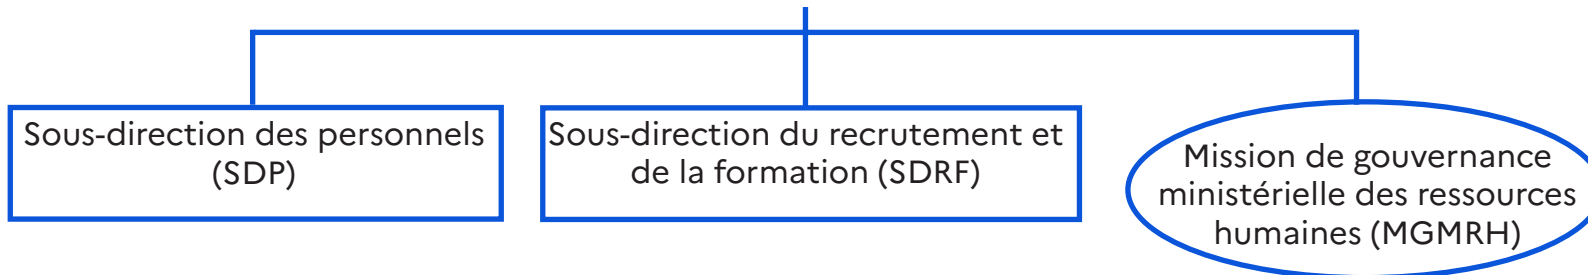 Sous-direction des personnels
(SDP)
Sous-direction du recrutement et
de la formation (SDRF)
Mission de gouvernance
ministérielle des ressources
humaines (MGMRH)